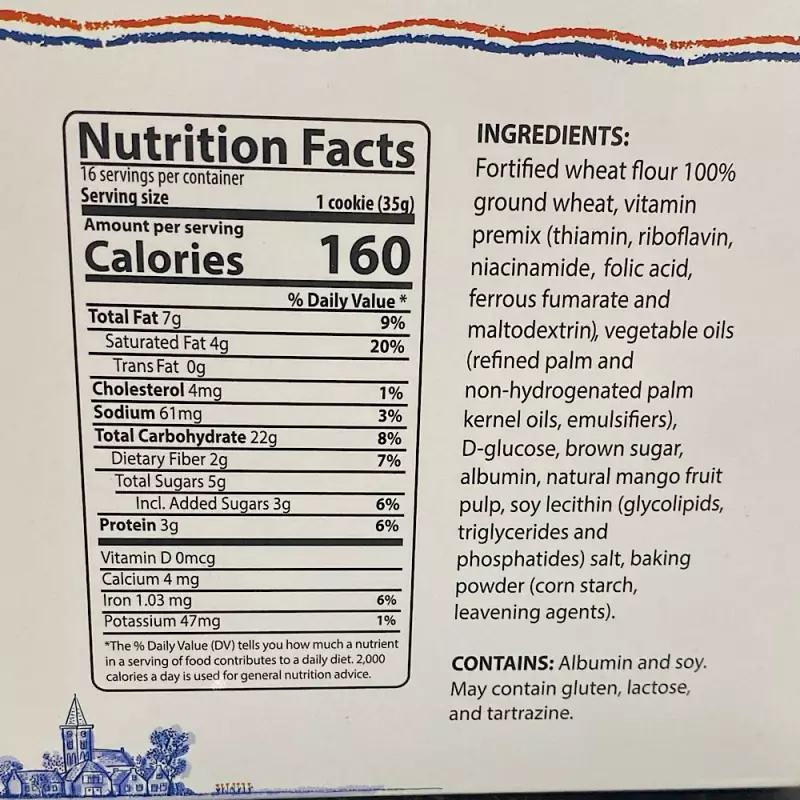 Nutrition Facts
16 servings per container
Serving size 1 cookie (35g)
Amount per serving
Calories 160
% Daily Value *
Total Fat 7g 9%
Saturated Fat 4g 20%
Trans Fat 0g
Cholesterol 4mg 1%
Sodium 61mg 3%
Total Carbohydrate 22g 8%
Dietary Fiber 2g 7%
Total Sugars 5g
Incl. Added Sugars 3g 6%
Protein 3g 6%
Vitamin D 0mcg
Calcium 4 mg
Iron 1.03 mg 6%
Potassium 47mg 1%
*The % Daily Value (DV) tells you how much a nutrient
in a serving of food contributes to a daily diet. 2,000
calories a day is used for general nutrition advice.
INGREDIENTS:
Fortified wheat flour 100%
ground wheat, vitamin
premix (thiamin, riboflavin,
niacinamide, folic acid,
ferrous fumarate and
maltodextrin), vegetable oils
(refined palm and
non-hydrogenated palm
kernel oils, emulsifiers),
D-glucose, brown sugar,
albumin, natural mango fruit
pulp, soy lecithin (glycolipids,
triglycerides and
phosphatides) salt, baking
powder (corn starch,
leavening agents).
CONTAINS: Albumin and soy.
May contain gluten, lactose,
and tartrazine.